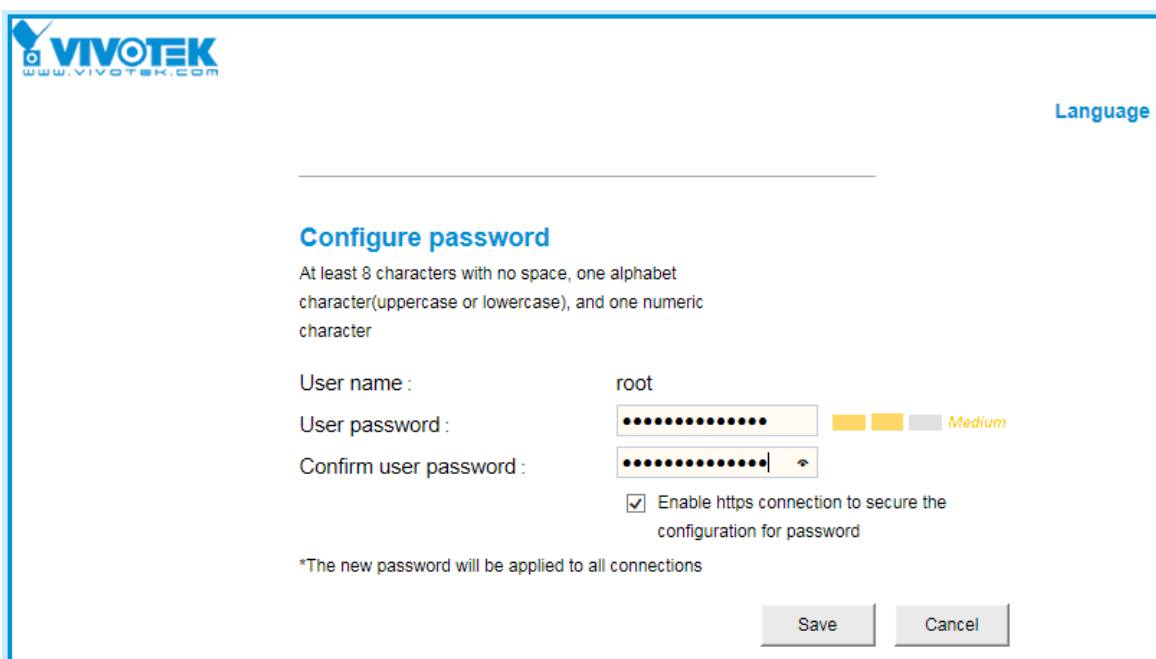 VIVOTEK
www.vivotek.com
Language
Configure password
At least 8 characters with no space, one alphabet
character(uppercase or lowercase), and one numeric
character
User name : root
User password : •••••••••••••• Medium
Confirm user password : ••••••••••••••
Enable https connection to secure the
configuration for password
*The new password will be applied to all connections
Save Cancel